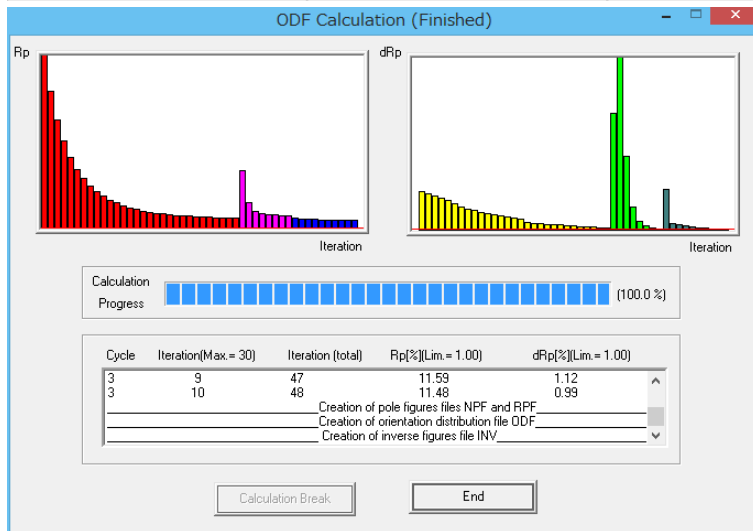 ODF Calculation (Finished)
Rp
dRp
Iteration
Iteration
Calculation
Progress
(100.0 %)
Cycle Iteration(Max.= 30) Iteration (total) Rp[%](Lim.= 1.00) dRp[%](Lim.= 1.00)
3 9 47 11.59 1.12
3 10 48 11.48 0.99
Creation of pole figures files NPF and RPF
Creation of orientation distribution file ODF
Creation of inverse figures file INV
Calculation Break
End